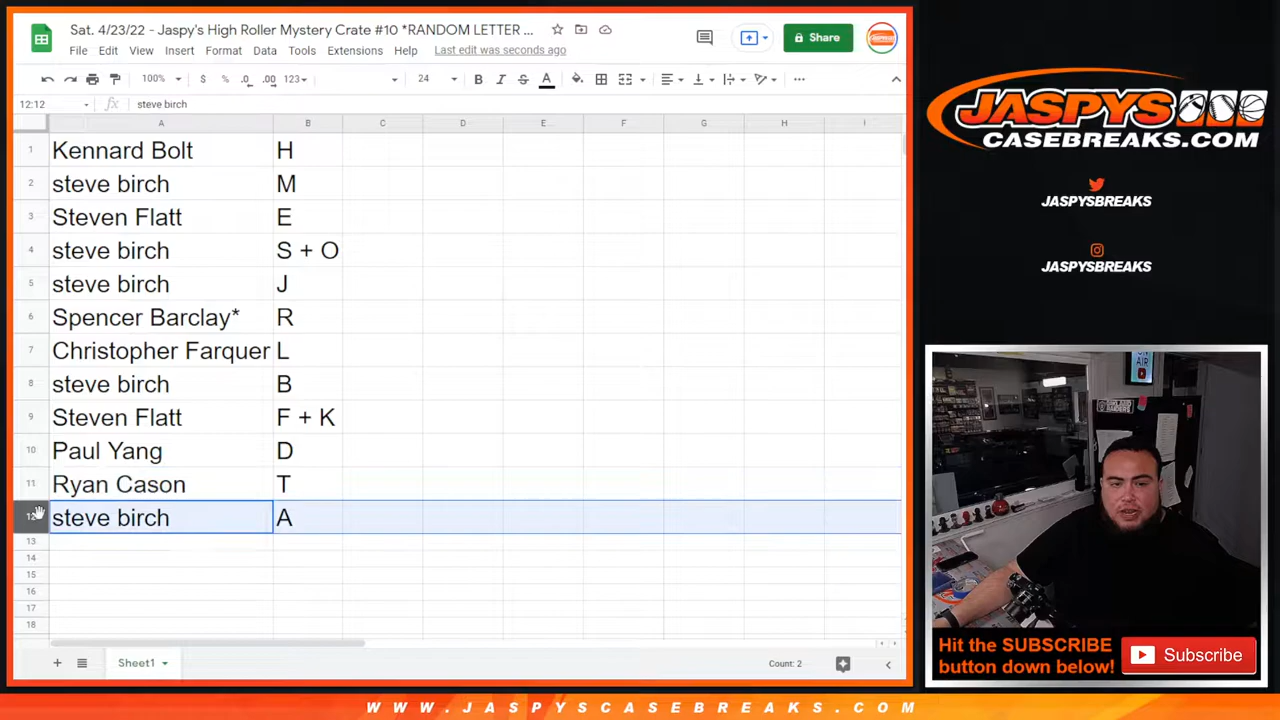 Sat. 4/23/22 - Jaspy's High Roller Mystery Crate #10 *RANDOM LETTER ...
File Edit View Insert Format Data Tools Extensions Help Last edit was seconds ago
Share
100% $ % .0 .00 123 24 B I S A
12:12 fx steve birch
A B C D E F G H I
1 Kennard Bolt H
2 steve birch M
3 Steven Flatt E
4 steve birch S + O
5 steve birch J
6 Spencer Barclay* R
7 Christopher Farquer L
8 steve birch B
9 Steven Flatt F + K
10 Paul Yang D
11 Ryan Cason T
12 steve birch A
13
14
15
16
17
18
Sheet1 Count: 2
JASPYS
CASEBREAKS.COM
JASPYSBREAKS
JASPYSBREAKS
ON
AIR
Hit the SUBSCRIBE
button down below!
Subscribe
WWW.JASPYSCASEBREAKS.COM